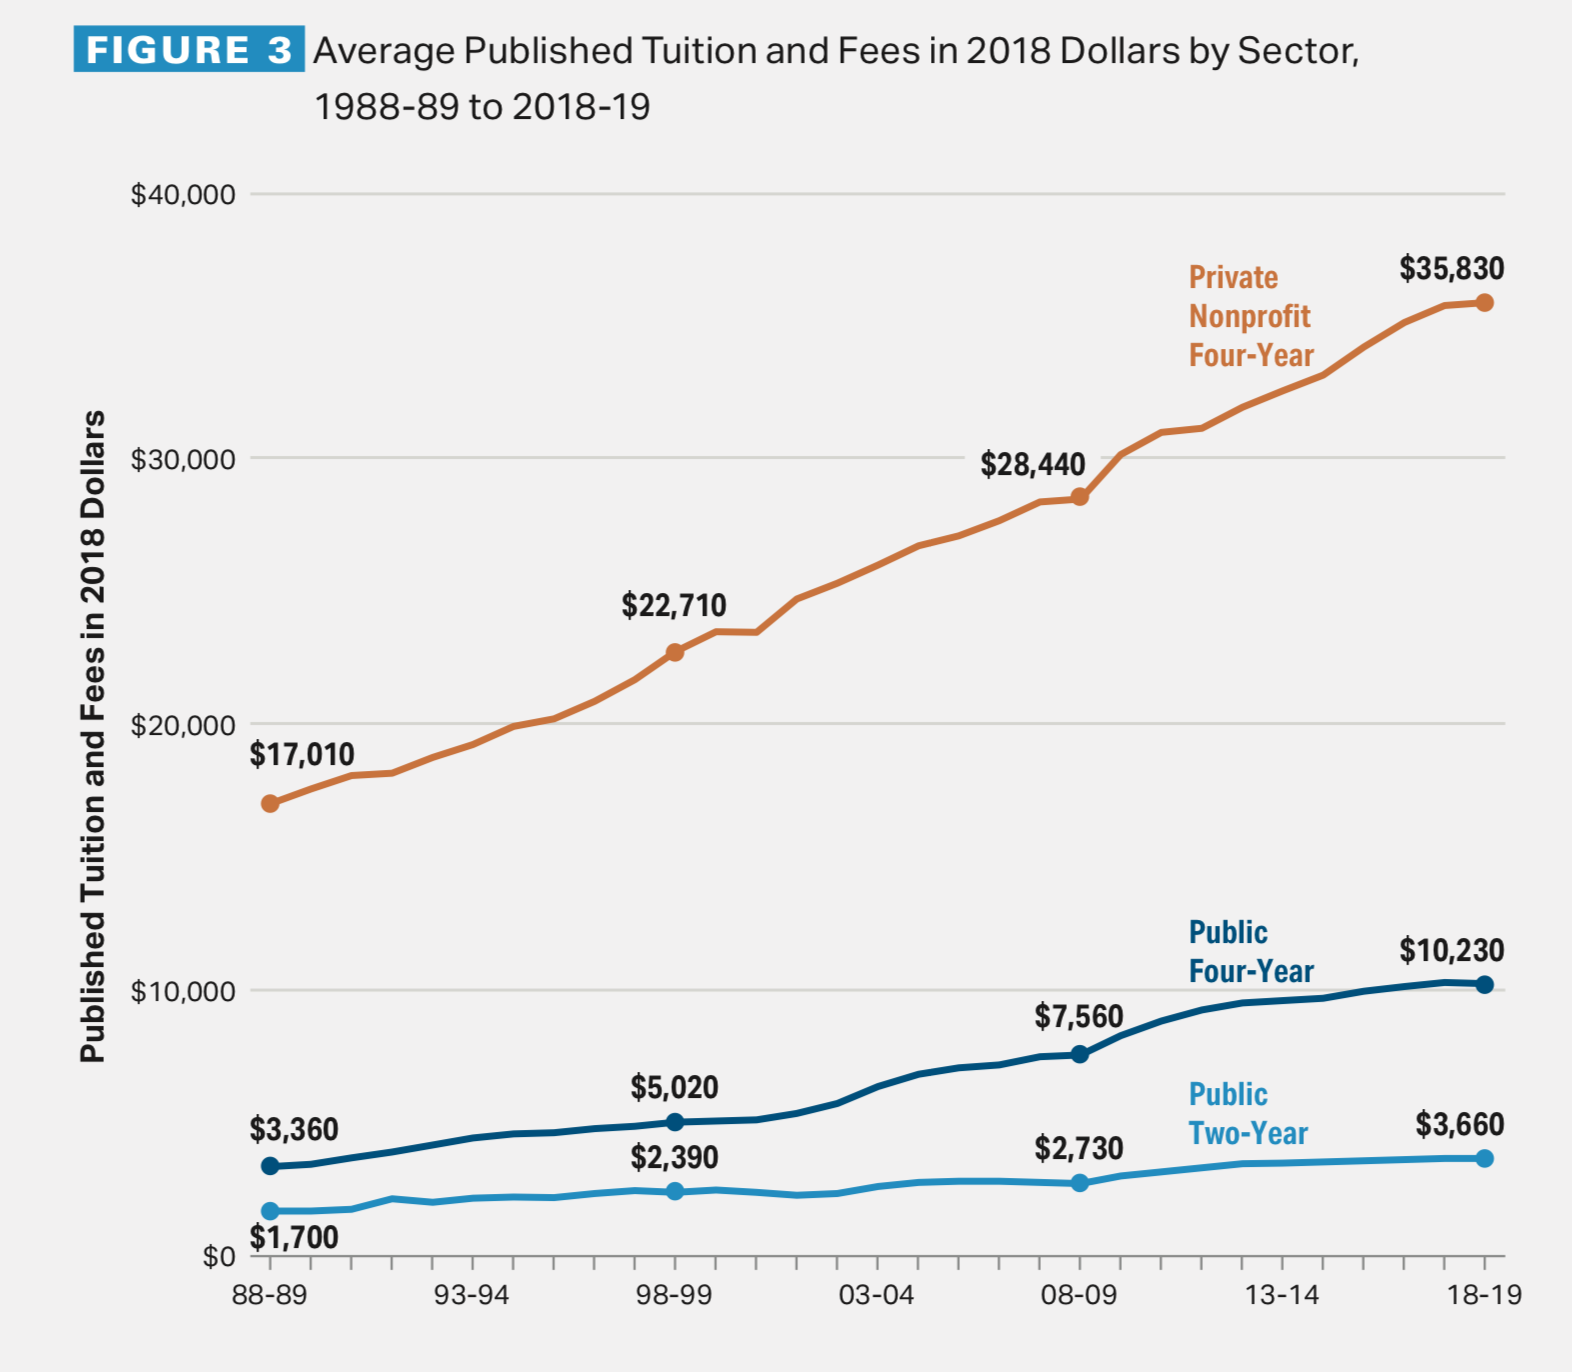 FIGURE 3 Average Published Tuition and Fees in 2018 Dollars by Sector,
1988-89 to 2018-19
Published Tuition and Fees in 2018 Dollars
$40,000
$30,000
$20,000
$10,000
$0
Private
Nonprofit
Four-Year
$17,010
$22,710
$28,440
$35,830
Public
Four-Year
$3,360
$5,020
$7,560
$10,230
Public
Two-Year
$1,700
$2,390
$2,730
$3,660
88-89 93-94 98-99 03-04 08-09 13-14 18-19